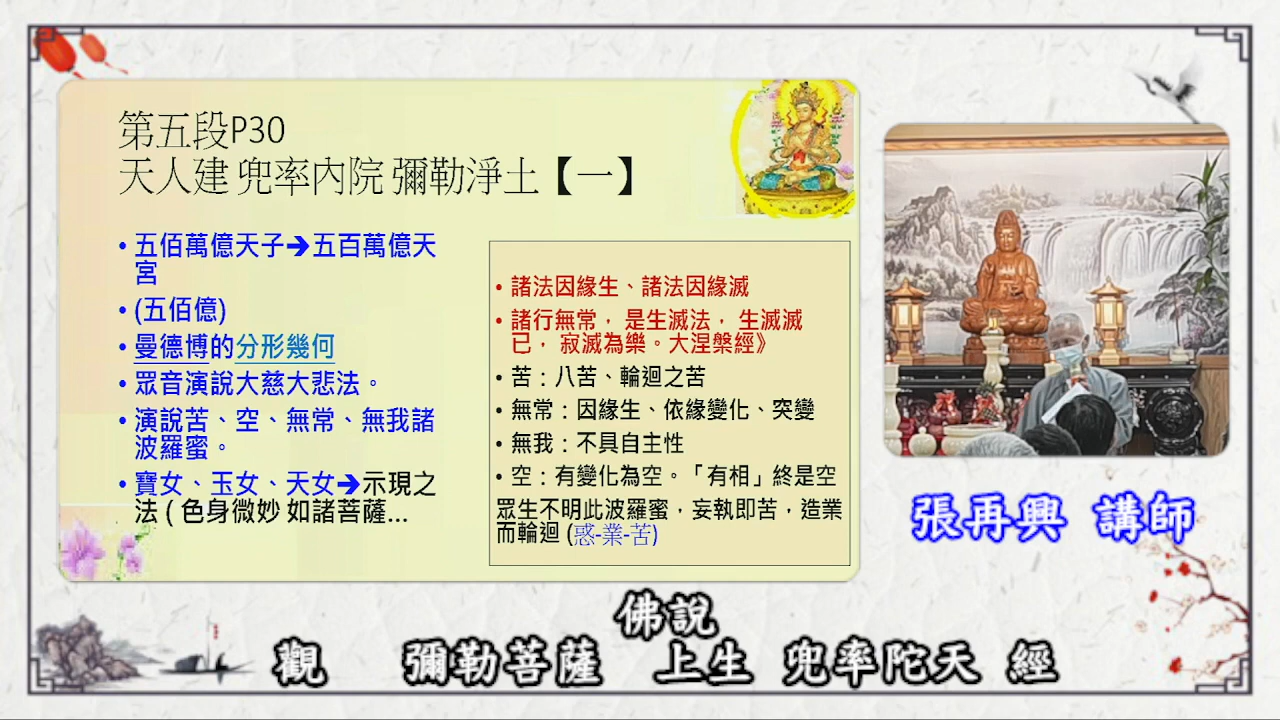 第五段P30
天人建 兜率內院 彌勒淨土【一】
• 五佰萬億天子➔五百萬億天
宮
• (五佰億)
• 曼德博的分形幾何
• 眾音演說大慈大悲法。
• 演說苦、空、無常、無我諸
波羅蜜。
• 寶女、玉女、天女➔示現之
法 ( 色身微妙 如諸菩薩...
• 諸法因緣生、諸法因緣滅
• 諸行無常， 是生滅法， 生滅滅
已， 寂滅為樂。大涅槃經》
• 苦：八苦、輪迴之苦
• 無常：因緣生、依緣變化、突變
• 無我：不具自主性
• 空：有變化為空。「有相」終是空
眾生不明此波羅蜜，妄執即苦，造業
而輪迴 (惑-業-苦)
張再興 講師
佛說
觀 彌勒菩薩 上生 兜率陀天 經